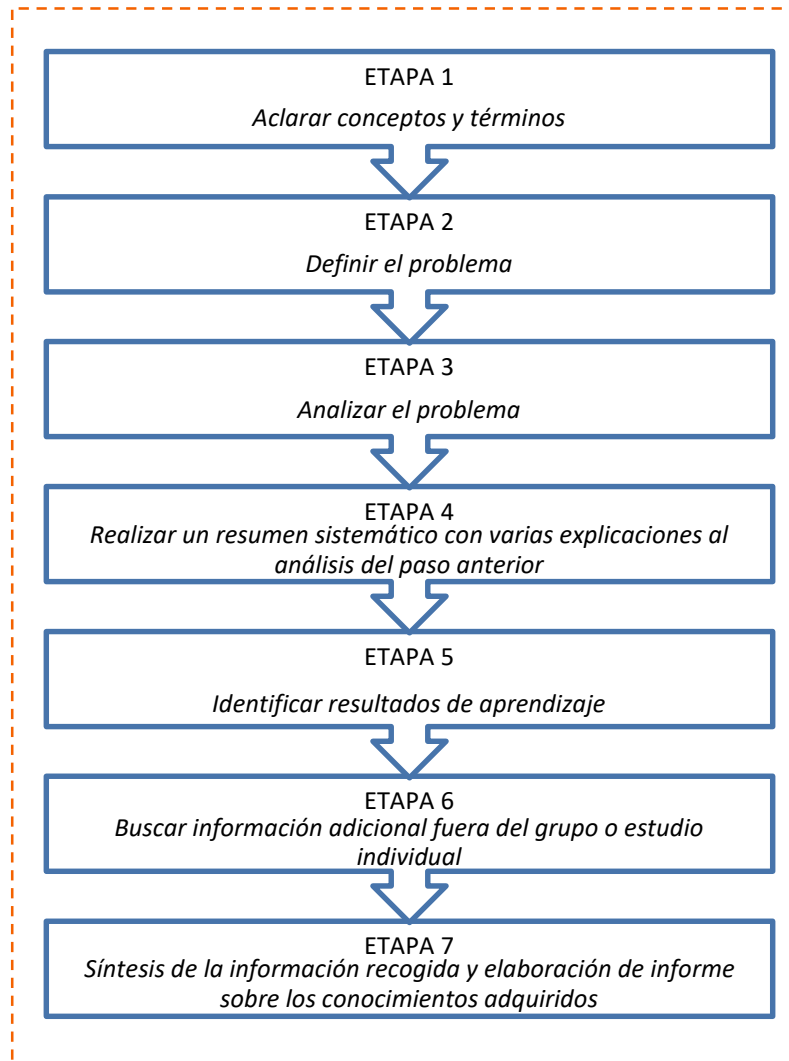 ETAPA 1
Aclarar conceptos y términos
ETAPA 2
Definir el problema
ETAPA 3
Analizar el problema
ETAPA 4
Realizar un resumen sistemático con varias explicaciones al
análisis del paso anterior
ETAPA 5
Identificar resultados de aprendizaje
ETAPA 6
Buscar información adicional fuera del grupo o estudio
individual
ETAPA 7
Síntesis de la información recogida y elaboración de informe
sobre los conocimientos adquiridos